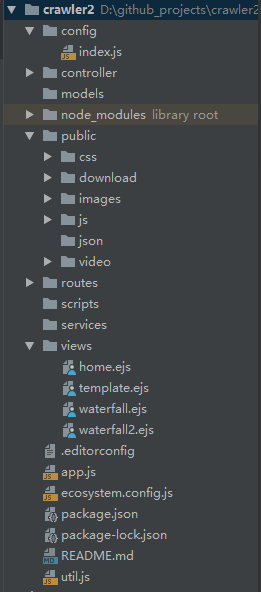 crawler2 D:\github_projects\crawler2
config
index.js
controller
models
node_modules library root
public
css
download
images
js
json
video
routes
scripts
services
views
home.ejs
template.ejs
waterfall.ejs
waterfall2.ejs
.editorconfig
app.js
ecosystem.config.js
package.json
package-lock.json
README.md
util.js